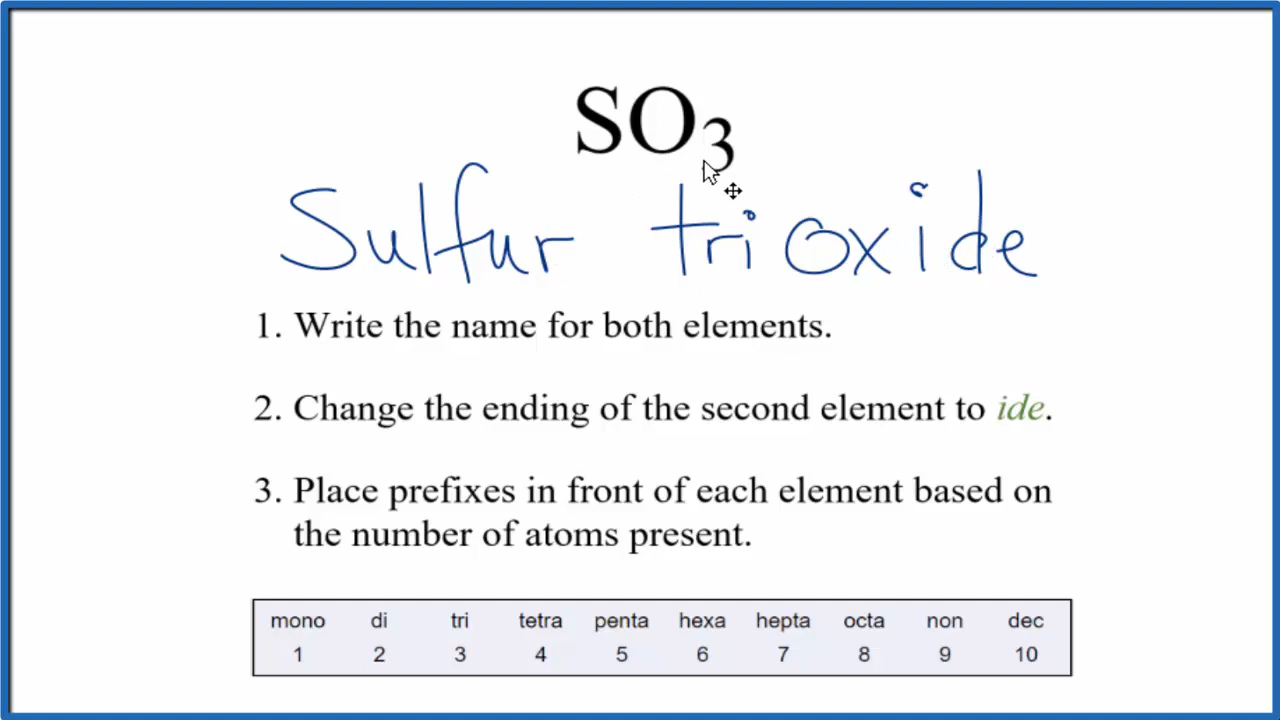 SO₃
Sulfur trioxide
1. Write the name for both elements.
2. Change the ending of the second element to ide.
3. Place prefixes in front of each element based on
the number of atoms present.
mono di tri tetra penta hexa hepta octa non dec
1 2 3 4 5 6 7 8 9 10